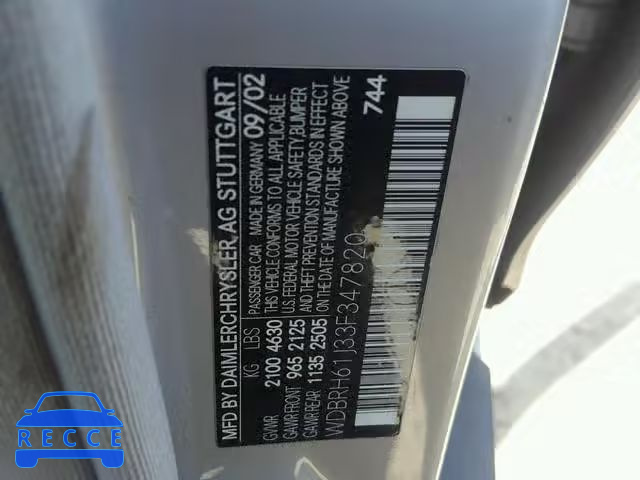 MFD BY DAIMLERCHRYSLER AG STUTTGART
KG LBS PASSENGER CAR MADE IN GERMANY 09/02
GVWR 2100 4630 THIS VEHICLE CONFORMS TO ALL APPLICABLE
GAWR FRONT 965 2125 U.S. FEDERAL MOTOR VEHICLE SAFETY, BUMPER
GAWR REAR 1135 2505 AND THEFT PREVENTION STANDARDS IN EFFECT
ON THE DATE OF MANUFACTURE SHOWN ABOVE
WDBRH61J33F347820 744
RECCE